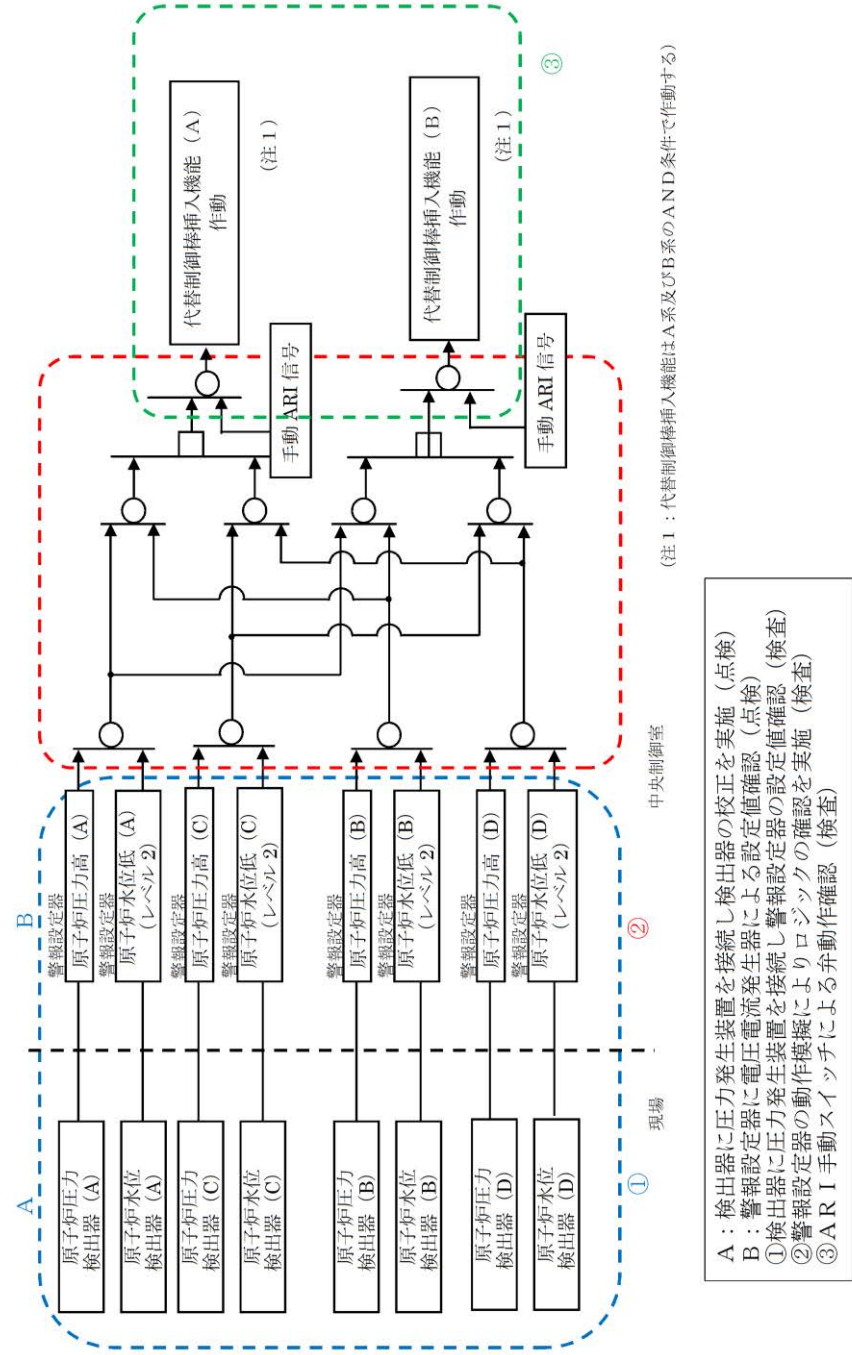 A
B
原子炉圧力
検出器 (A)
原子炉水位
検出器 (A)
原子炉圧力
検出器 (C)
原子炉水位
検出器 (C)
原子炉圧力
検出器 (B)
原子炉水位
検出器 (B)
原子炉圧力
検出器 (D)
原子炉水位
検出器 (D)
警報設定器
原子炉圧力高 (A)
警報設定器
原子炉水位低 (A)
(レベル2)
警報設定器
原子炉圧力高 (C)
警報設定器
原子炉水位低 (C)
(レベル2)
警報設定器
原子炉圧力高 (B)
警報設定器
原子炉水位低 (B)
(レベル2)
警報設定器
原子炉圧力高 (D)
警報設定器
原子炉水位低 (D)
(レベル2)
手動 ARI 信号
手動 ARI 信号
代替制御棒挿入機能 (A)
作動
(注1)
代替制御棒挿入機能 (B)
作動
(注1)
①
②
③
現場
中央制御室
(注1：代替制御棒挿入機能はA系及びB系のAND条件で作動する)
A：検出器に圧力発生装置を接続し検出器の校正を実施（点検）
B：警報設定器に電圧電流発生器による設定値確認（点検）
①検出器に圧力発生装置を接続し警報設定器の設定値確認（検査）
②警報設定器の動作模擬によりロジックの確認を実施（検査）
③ARI手動スイッチによる弁動作確認（検査）